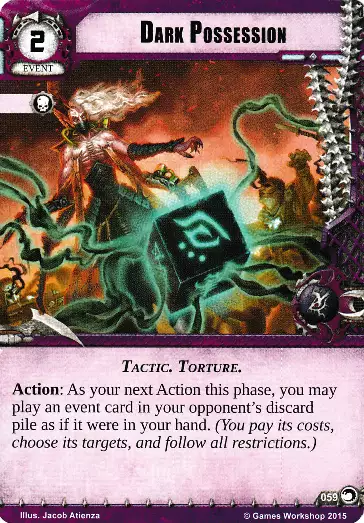 2
EVENT
DARK POSSESSION
TACTIC. TORTURE.
Action: As your next Action this phase, you may
play an event card in your opponent's discard
pile as if it were in your hand. (You pay its costs,
choose its targets, and follow all restrictions.)
059
Illus. Jacob Atienza
© Games Workshop 2015